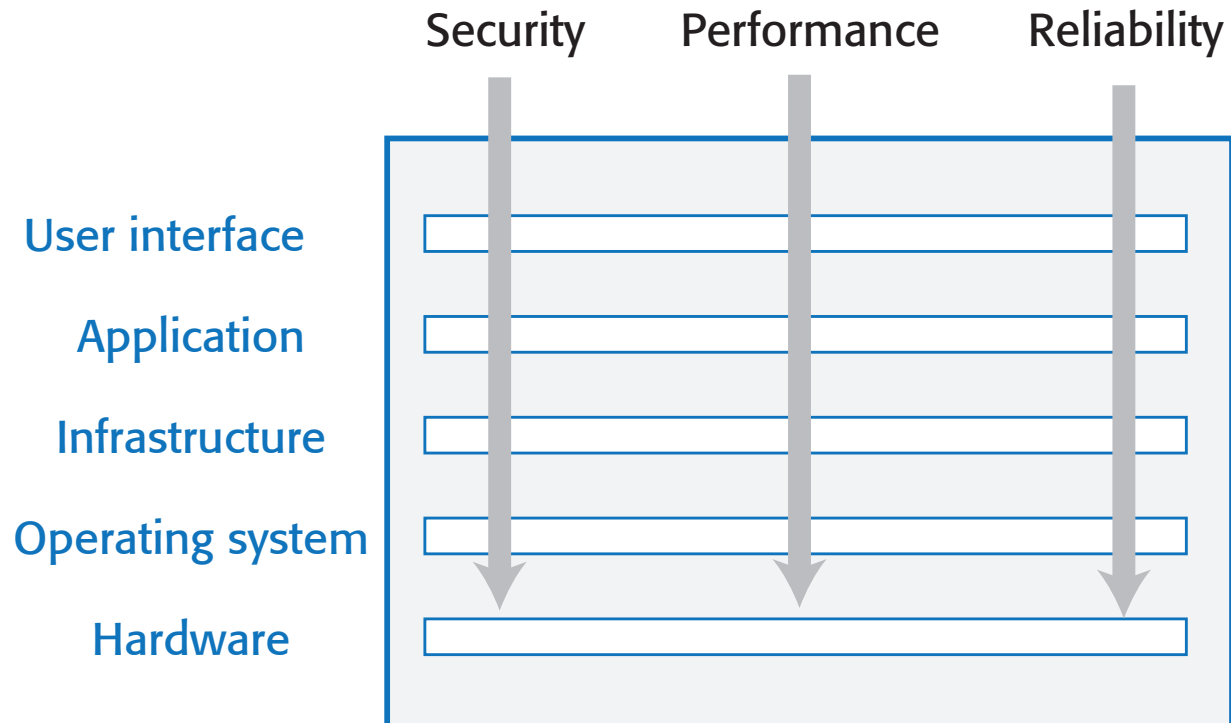 Security Performance Reliability
User interface
Application
Infrastructure
Operating system
Hardware